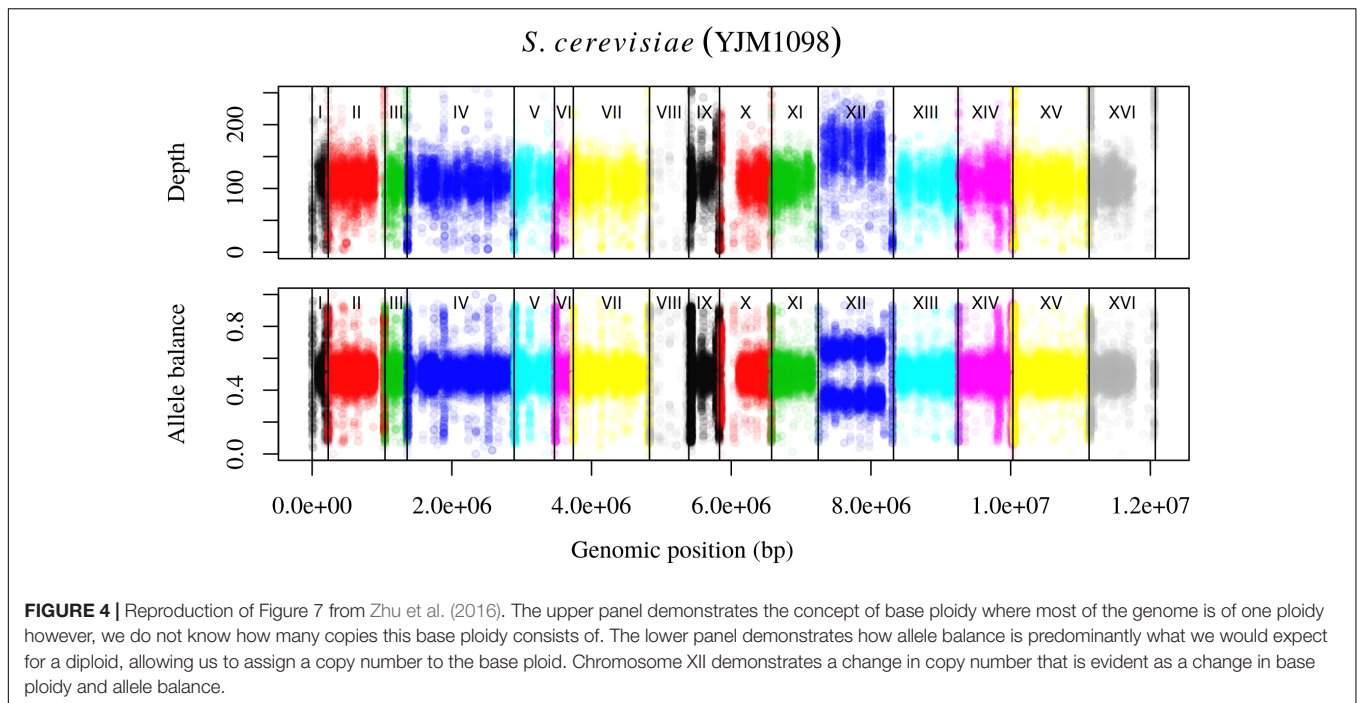 S. cerevisiae (YJM1098)
Depth
200
100
0
I II III IV V VI VII VIII IX X XI XII XIII XIV XV XVI
Allele balance
0.8
0.4
0.0
I II III IV V VI VII VIII IX X XI XII XIII XIV XV XVI
0.0e+00 2.0e+06 4.0e+06 6.0e+06 8.0e+06 1.0e+07 1.2e+07
Genomic position (bp)
FIGURE 4 | Reproduction of Figure 7 from Zhu et al. (2016). The upper panel demonstrates the concept of base ploidy where most of the genome is of one ploidy
however, we do not know how many copies this base ploidy consists of. The lower panel demonstrates how allele balance is predominantly what we would expect
for a diploid, allowing us to assign a copy number to the base ploid. Chromosome XII demonstrates a change in copy number that is evident as a change in base
ploidy and allele balance.